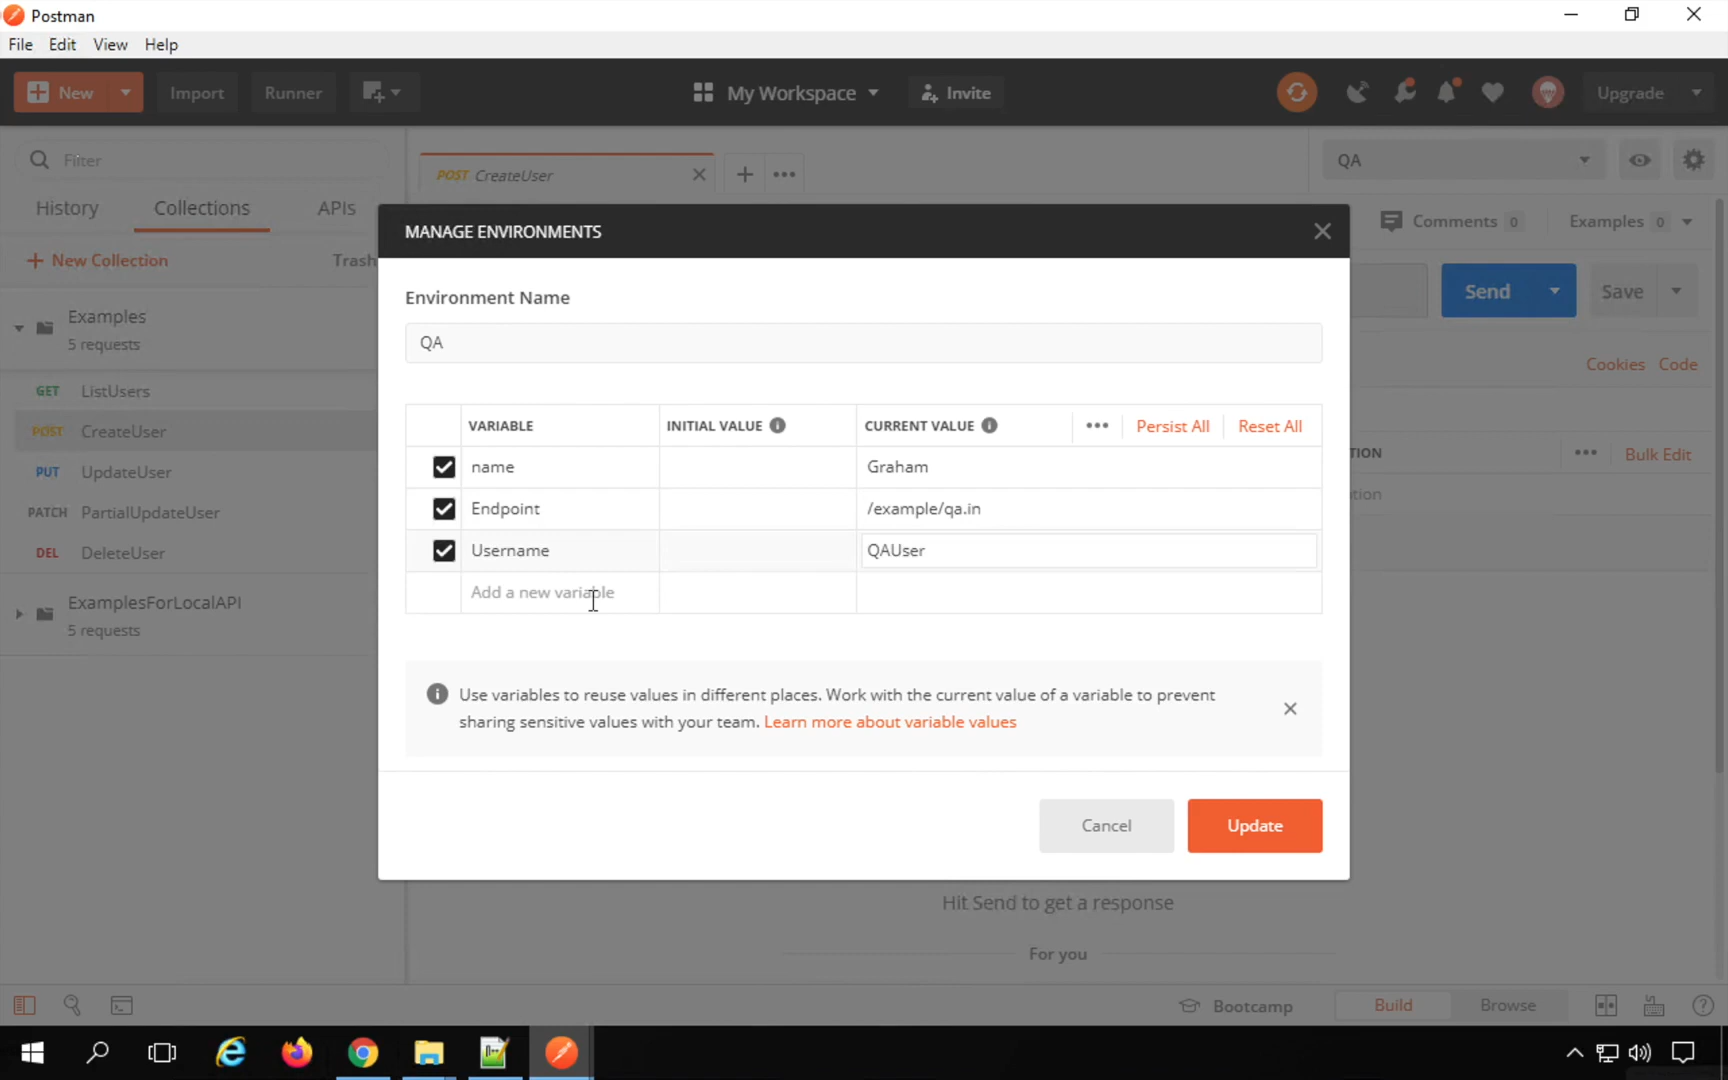 Postman
File Edit View Help
New Import Runner My Workspace Invite Upgrade
Filter
POST CreateUser
QA
History Collections APIs
Comments 0 Examples 0
MANAGE ENVIRONMENTS
New Collection Trash
Send Save
Environment Name
QA
Examples
5 requests
Cookies Code
GET ListUsers
POST CreateUser
VARIABLE INITIAL VALUE CURRENT VALUE Persist All Reset All
TION Bulk Edit
PUT UpdateUser
name Graham
ption
PATCH PartialUpdateUser
Endpoint /example/qa.in
DEL DeleteUser
Username QAUser
Add a new variable
ExamplesForLocalAPI
5 requests
Use variables to reuse values in different places. Work with the current value of a variable to prevent
sharing sensitive values with your team. Learn more about variable values
Cancel Update
Hit Send to get a response
For you
Bootcamp Build Browse